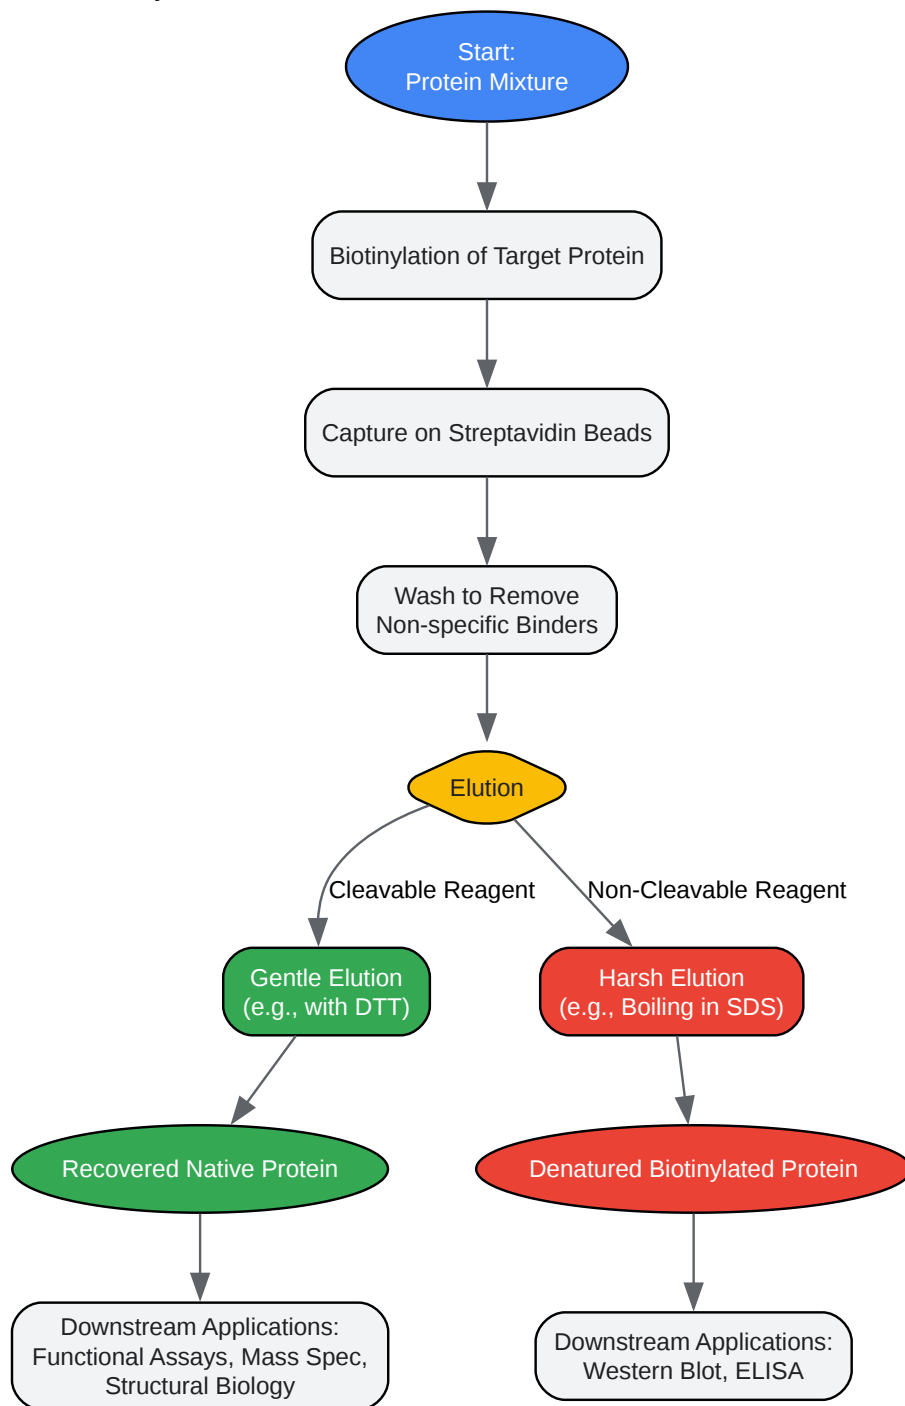 Start:
Protein Mixture
Biotinylation of Target Protein
Capture on Streptavidin Beads
Wash to Remove
Non-specific Binders
Elution
Cleavable Reagent
Non-Cleavable Reagent
Gentle Elution
(e.g., with DTT)
Harsh Elution
(e.g., Boiling in SDS)
Recovered Native Protein
Denatured Biotinylated Protein
Downstream Applications:
Functional Assays, Mass Spec,
Structural Biology
Downstream Applications:
Western Blot, ELISA